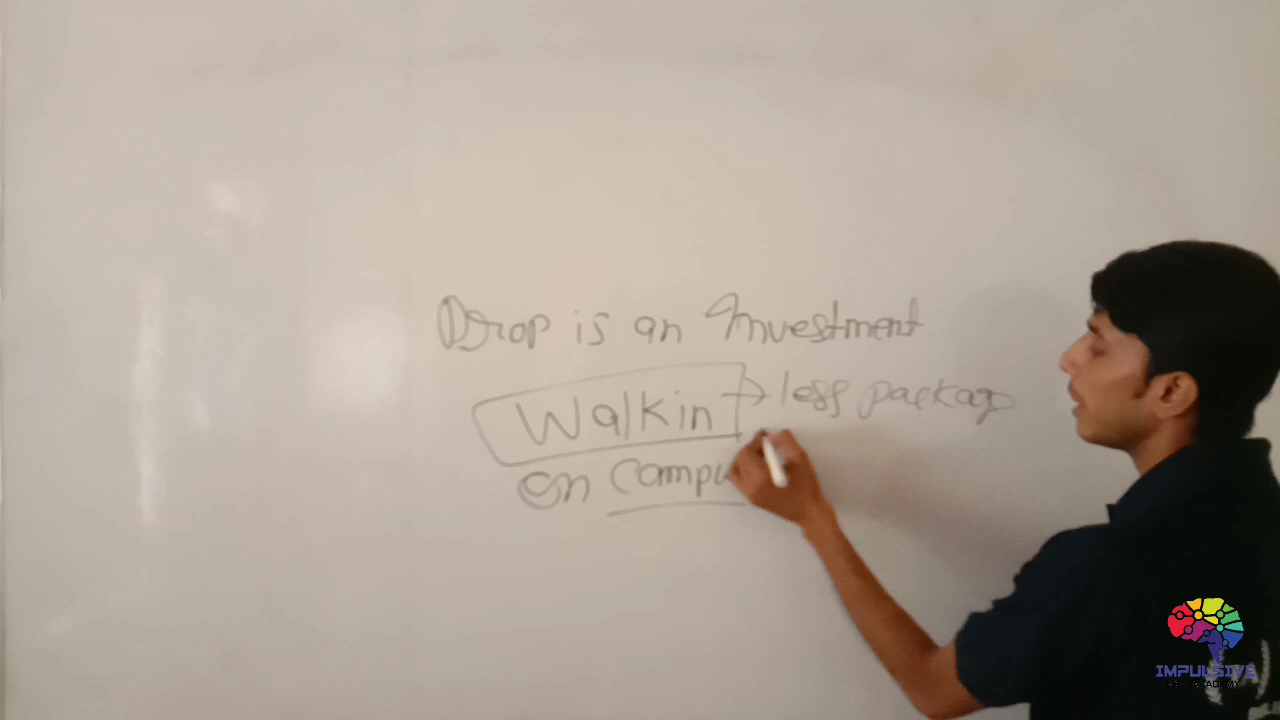 Drop is an Investment
Walkin → less package
on Campu
IMPULSIVE